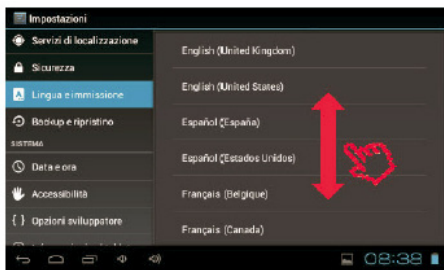 Impostazioni
Servizi di localizzazione
Sicurezza
Lingua e immissione
Backup e ripristino
SISTEMA
Data e ora
Accessibilità
{ } Opzioni sviluppatore
English (United Kingdom)
English (United States)
Español (España)
Español (Estados Unidos)
Français (Belgique)
Français (Canada)
08:38